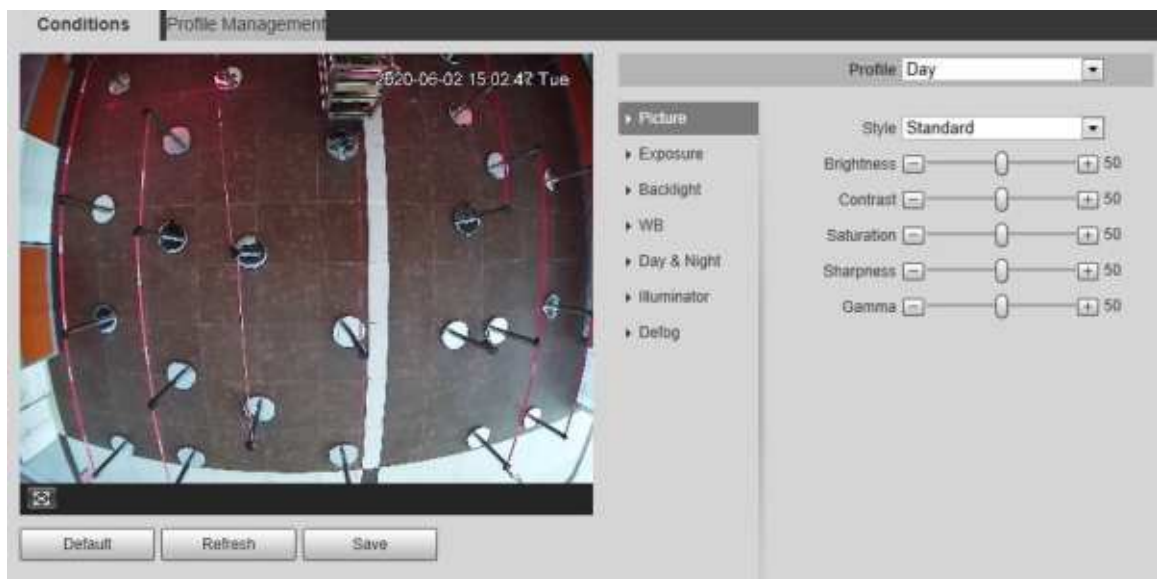 Conditions
Profile Management
2020-06-02 15:02:47 Tue
Profile Day
Picture
Exposure
Backlight
WB
Day & Night
Illuminator
Defog
Style Standard
Brightness 50
Contrast 50
Saturation 50
Sharpness 50
Gamma 50
Default
Refresh
Save